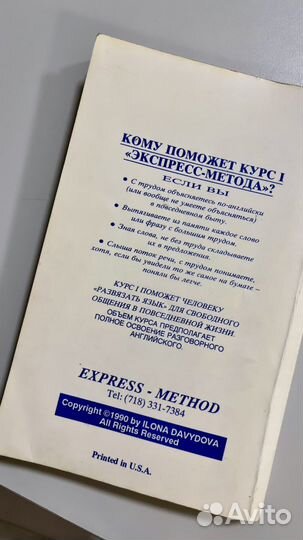 КОМУ ПОМОЖЕТ КУРС I
«ЭКСПРЕСС-МЕТОДА»?
ЕСЛИ ВЫ
• С трудом объясняетесь по-английски
(или вообще не умеете объясняться)
в повседневном быту.
• Вытягиваете из памяти каждое слово
или фразу с большим трудом.
• Зная слова, не без труда складываете
их в предложения.
• Слыша поток речи, с трудом понимаете,
хотя, если бы увидели то же самое на бумаге –
поняли бы легче.
КУРС I ПОМОЖЕТ ЧЕЛОВЕКУ
«РАЗВЯЗАТЬ ЯЗЫК» ДЛЯ СВОБОДНОГО
ОБЩЕНИЯ В ПОВСЕДНЕВНОЙ ЖИЗНИ.
ОБЪЕМ КУРСА ПРЕДПОЛАГАЕТ
ПОЛНОЕ ОСВОЕНИЕ РАЗГОВОРНОГО
АНГЛИЙСКОГО.
EXPRESS - METHOD
Tel: (718) 331-7384
Copyright ©1990 by ILONA DAVYDOVA
All Rights Reserved
Printed in U.S.A.
Avito